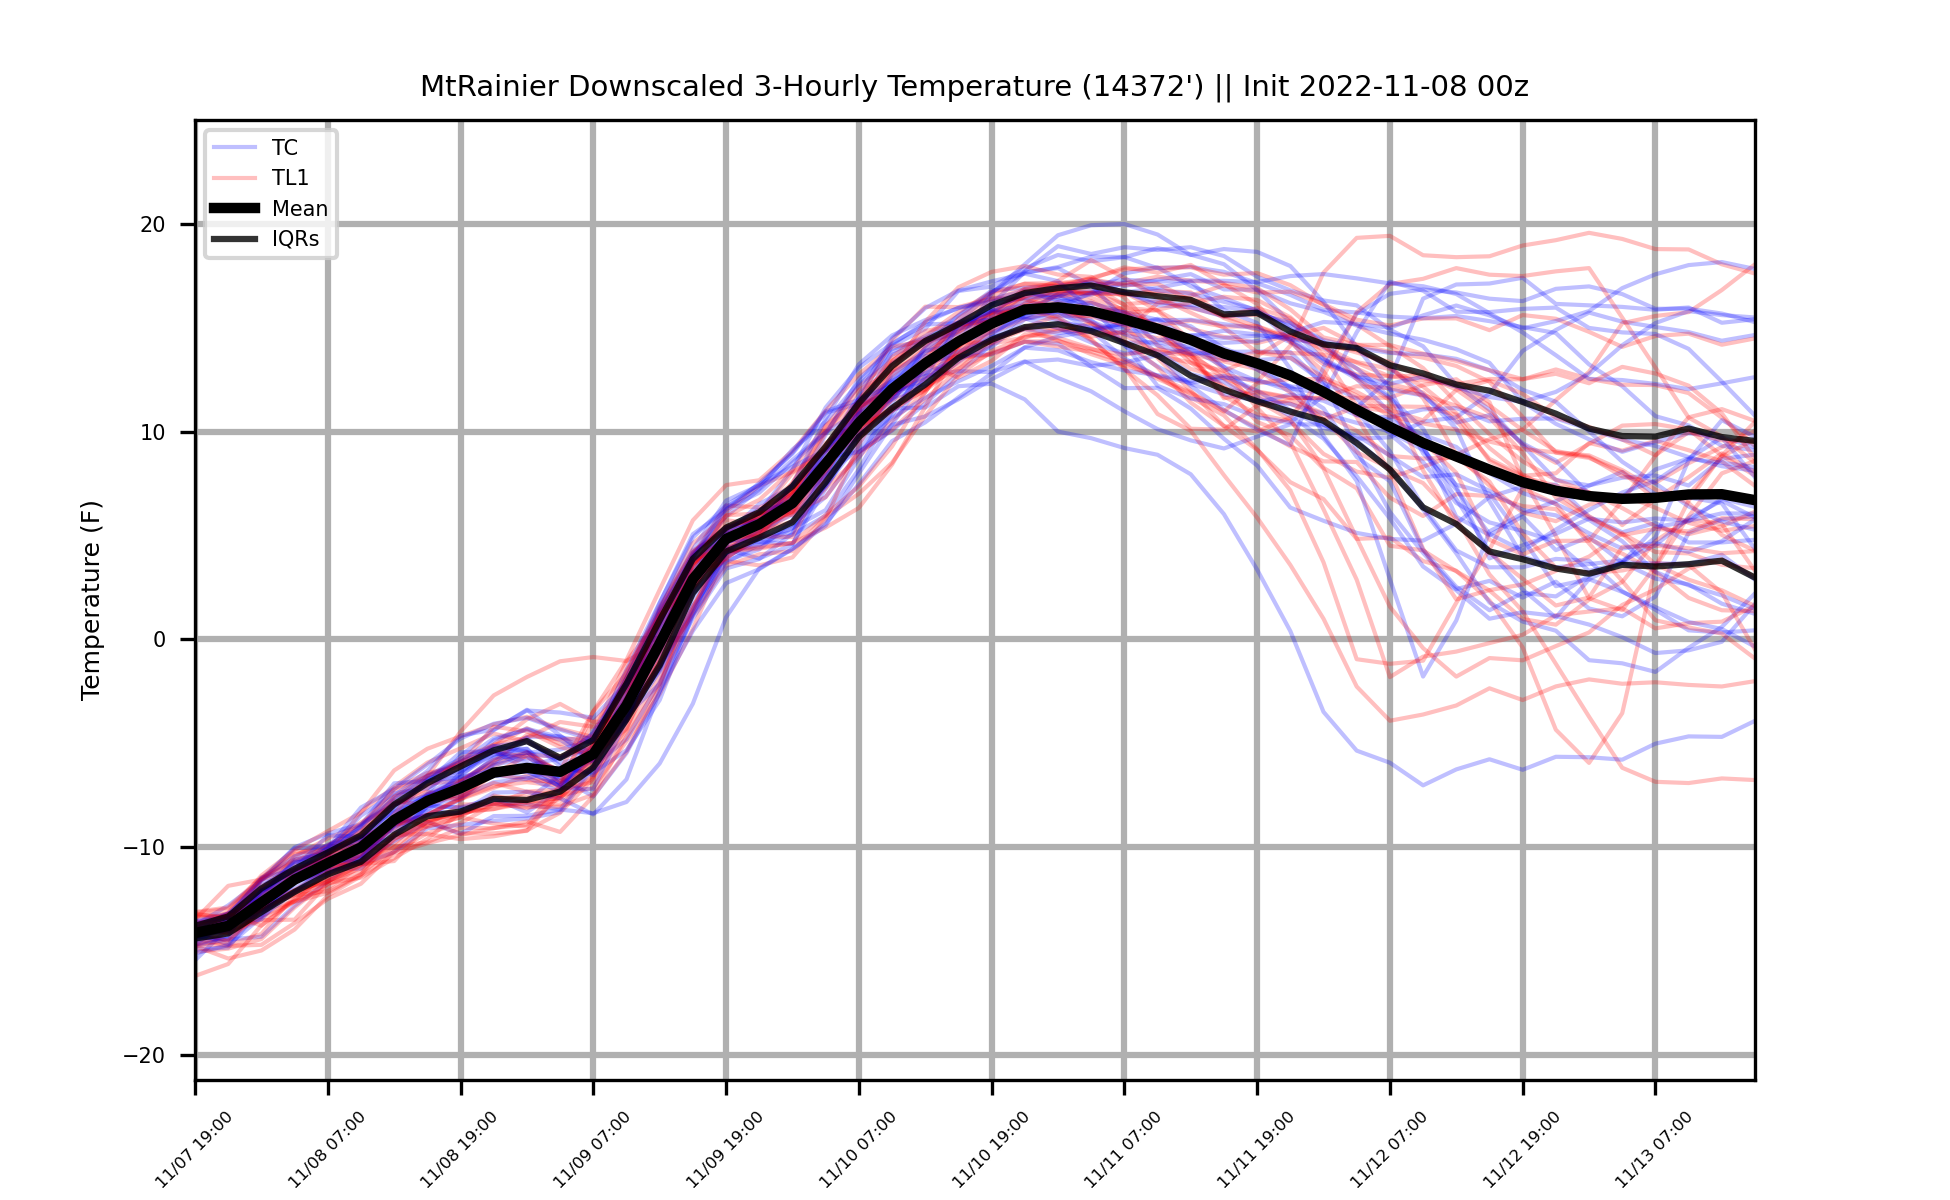 MtRainier Downscaled 3-Hourly Temperature (14372') || Init 2022-11-08 00z
TC
TL1
Mean
IQRs
Temperature (F)
20
10
0
−10
−20
11/07 19:00
11/08 07:00
11/08 19:00
11/09 07:00
11/09 19:00
11/10 07:00
11/10 19:00
11/11 07:00
11/11 19:00
11/12 07:00
11/12 19:00
11/13 07:00